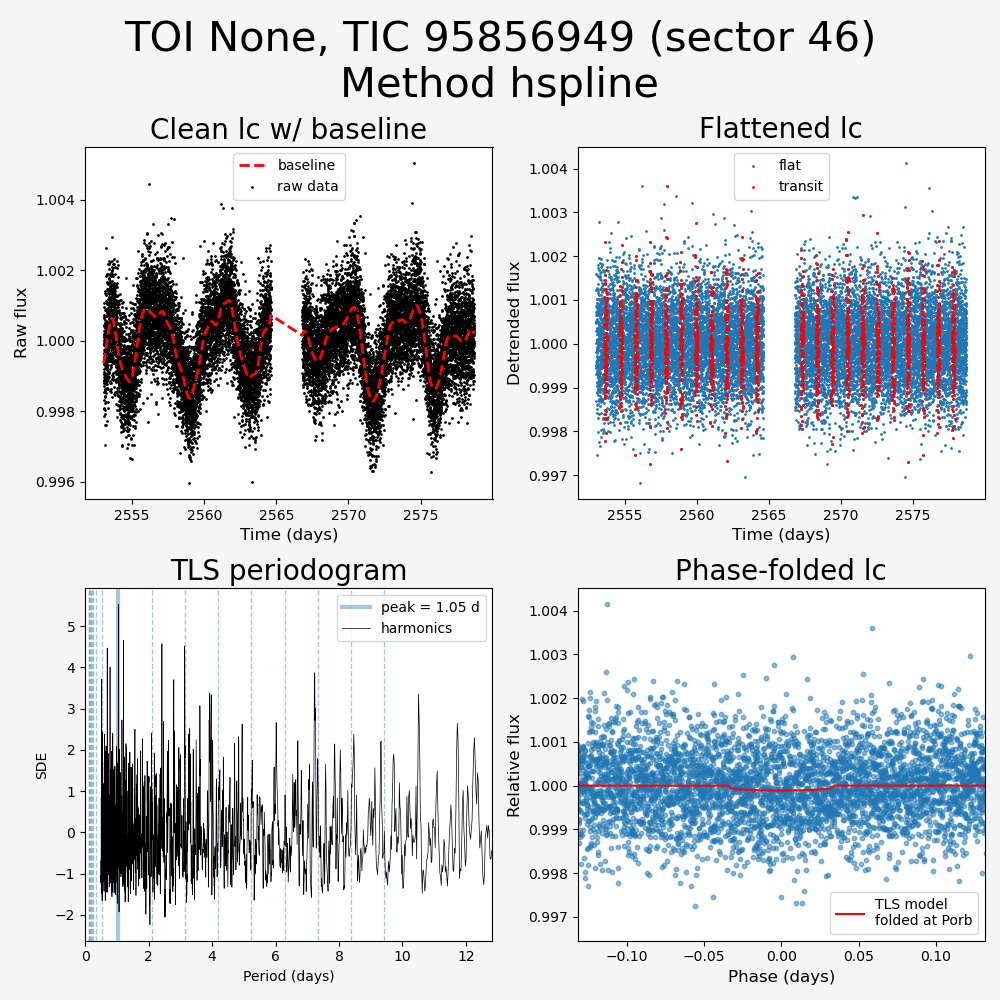 TOI None, TIC 95856949 (sector 46)
Method hspline
Clean lc w/ baseline
baseline
raw data
Raw flux
1.004
1.002
1.000
0.998
0.996
2555
2560
2565
2570
2575
Time (days)
Flattened lc
flat
transit
Detrended flux
1.004
1.003
1.002
1.001
1.000
0.999
0.998
0.997
2555
2560
2565
2570
2575
Time (days)
TLS periodogram
peak = 1.05 d
harmonics
SDE
5
4
3
2
1
0
−1
−2
0
2
4
6
8
10
12
Period (days)
Phase-folded lc
Relative flux
1.004
1.003
1.002
1.001
1.000
0.999
0.998
0.997
TLS model
folded at Porb
−0.10
−0.05
0.00
0.05
0.10
Phase (days)